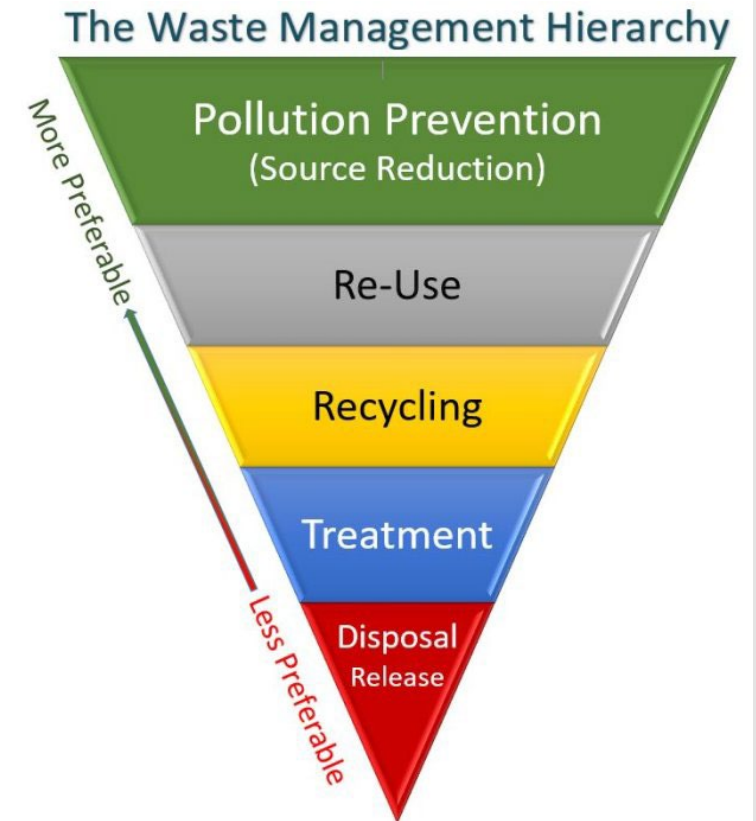 The Waste Management Hierarchy
Pollution Prevention
(Source Reduction)
More Preferable
Re-Use
Recycling
Treatment
Less Preferable
Disposal
Release